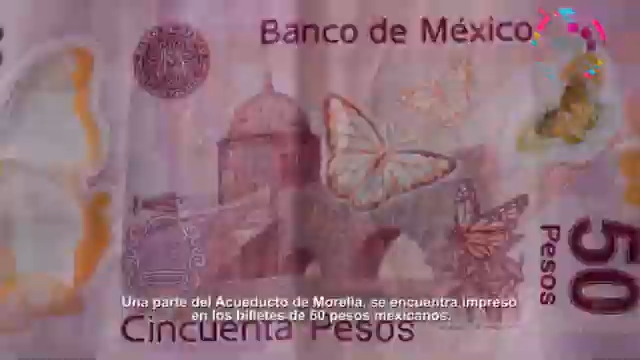 Banco de México
50
Pesos
Una parte del Acueducto de Morelia, se encuentra impreso
en los billetes de 50 pesos mexicanos.
Cincuenta Pesos